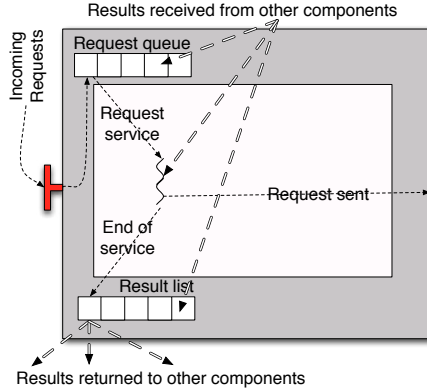 Results received from other components
Request queue
Incoming
Requests
Request
service
Request sent
End of
service
Result list
Results returned to other components